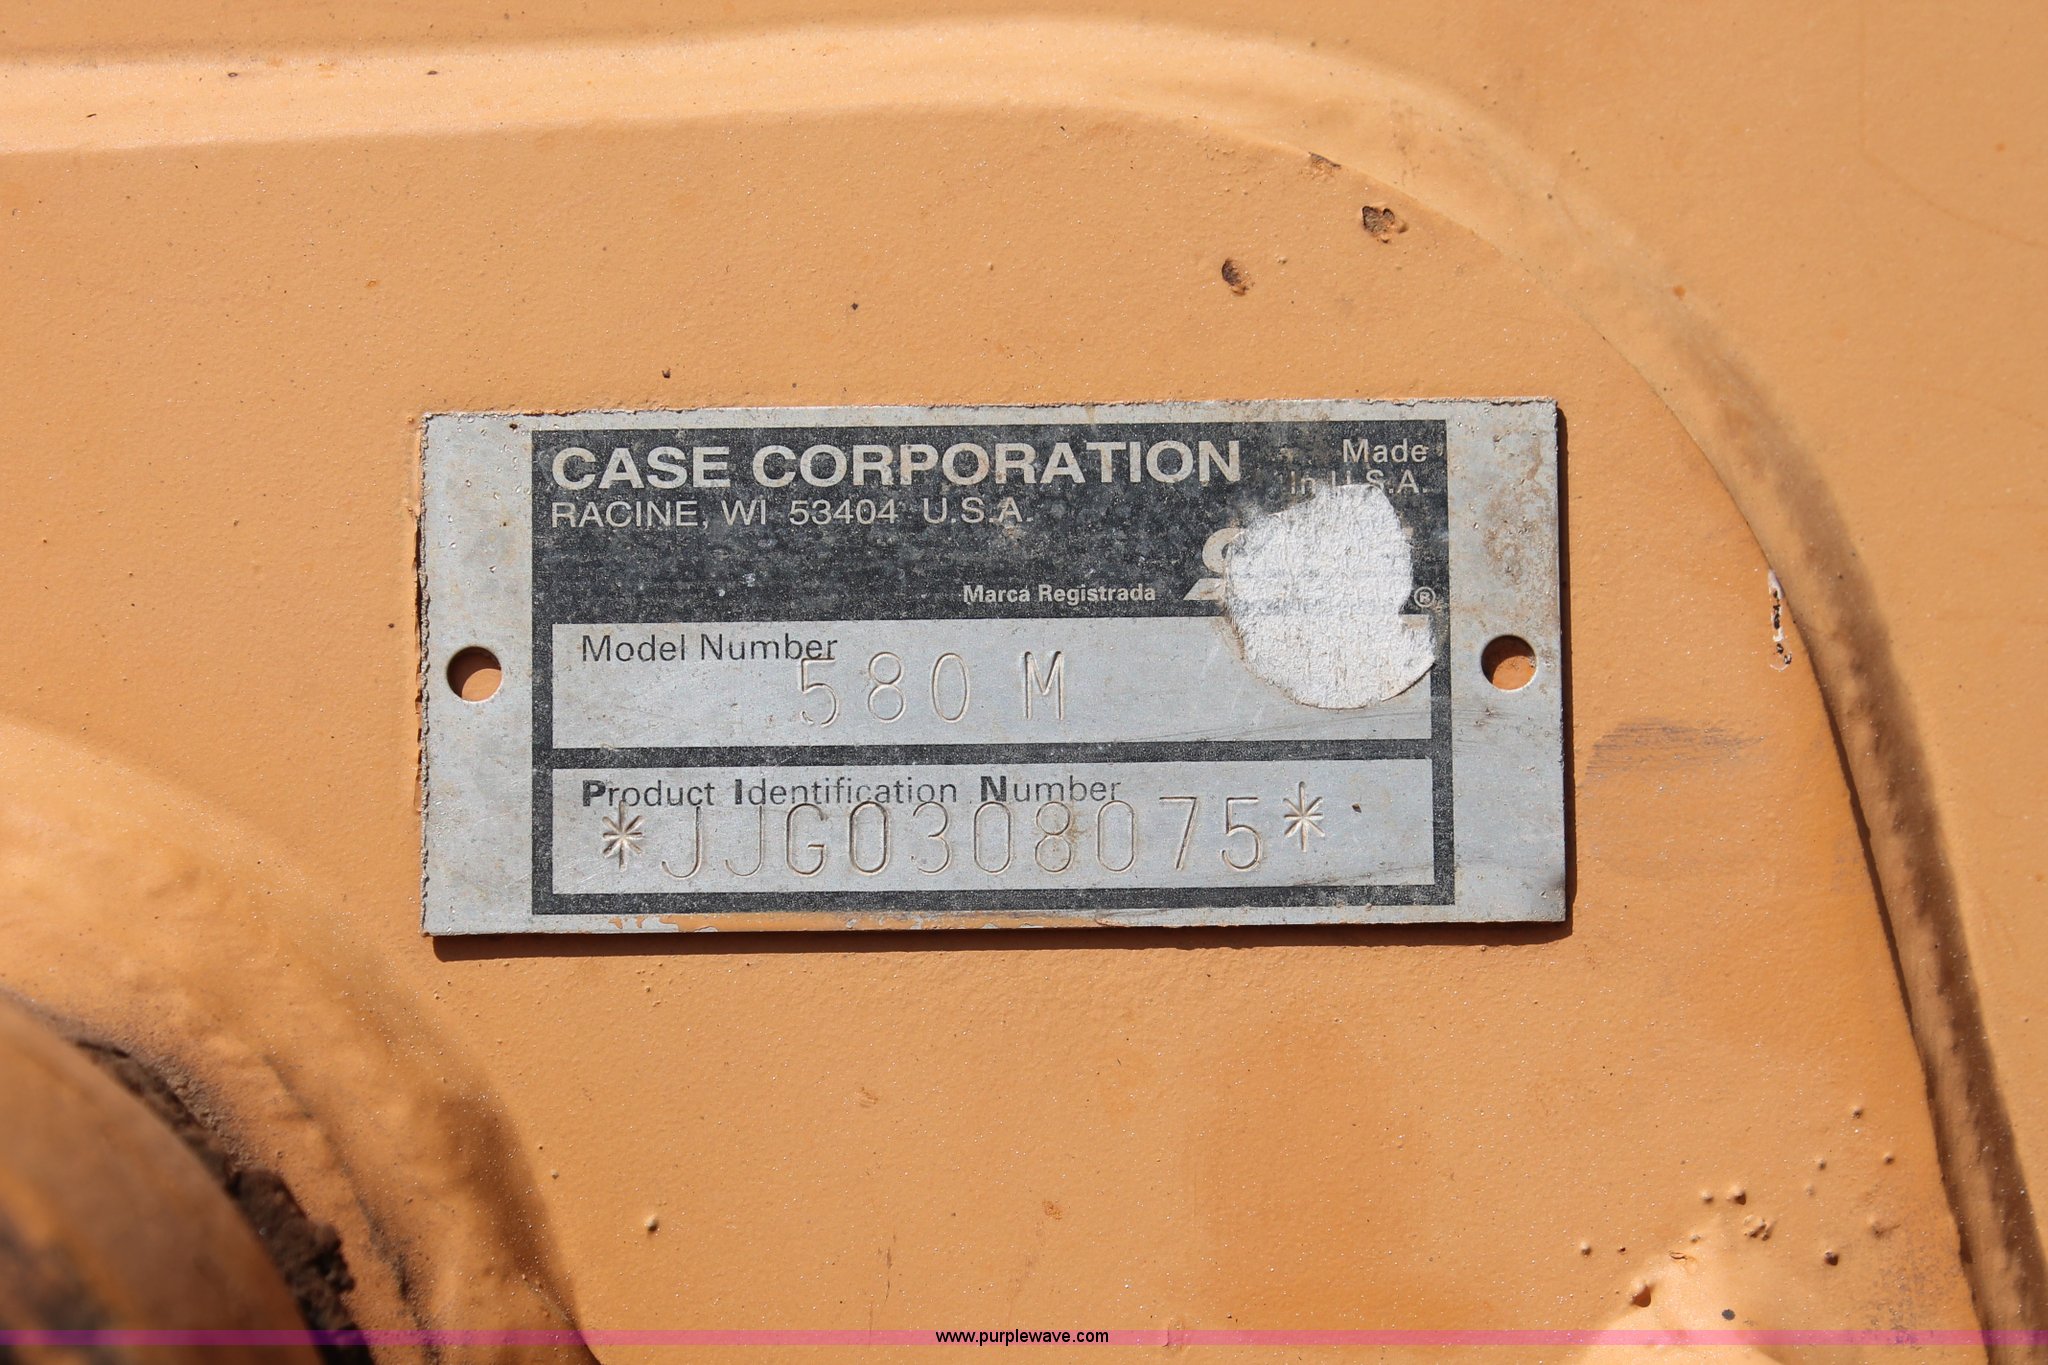 CASE CORPORATION
RACINE, WI 53404 U.S.A.
Made
In U.S.A.
Marca Registrada
®
Model Number
580 M
Product Identification Number
*JJG0308075*
www.purplewave.com